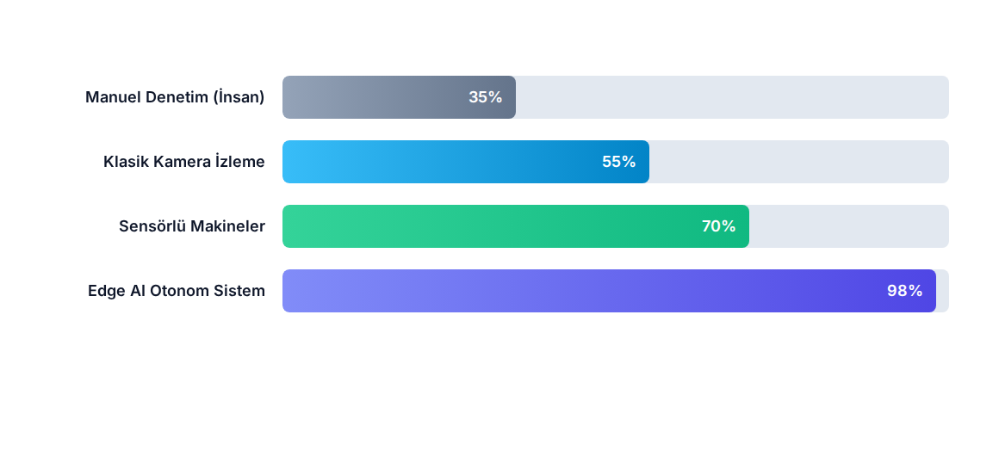 Manuel Denetim (İnsan) 35%
Klasik Kamera İzleme 55%
Sensörlü Makineler 70%
Edge AI Otonom Sistem 98%